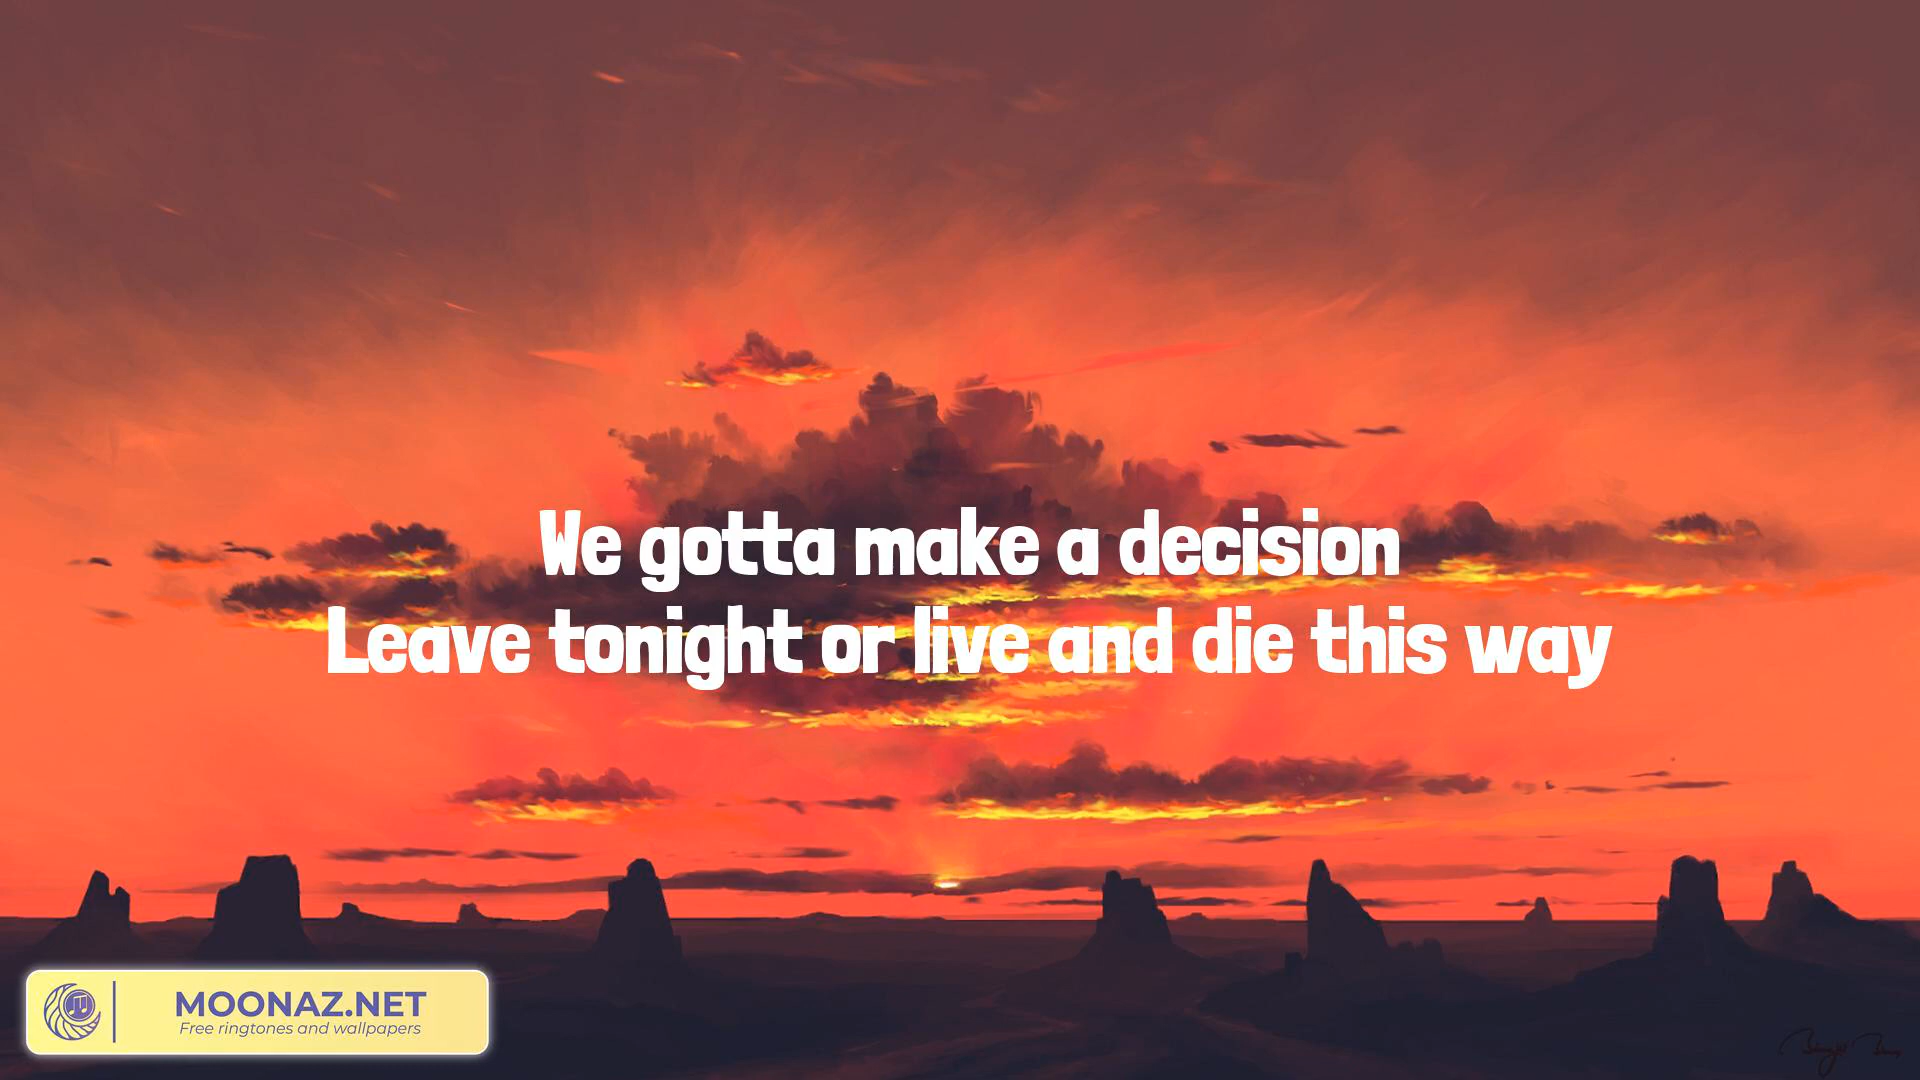 We gotta make a decision
Leave tonight or live and die this way
MOONAZ.NET
Free ringtones and wallpapers